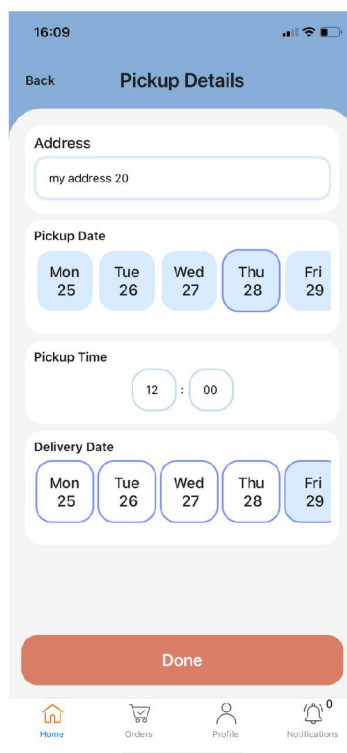 16:09
Back Pickup Details
Address
my address 20
Pickup Date
Mon Tue Wed Thu Fri
25 26 27 28 29
Pickup Time
12 : 00
Delivery Date
Mon Tue Wed Thu Fri
25 26 27 28 29
Done
0
Home Orders Profile Notifications